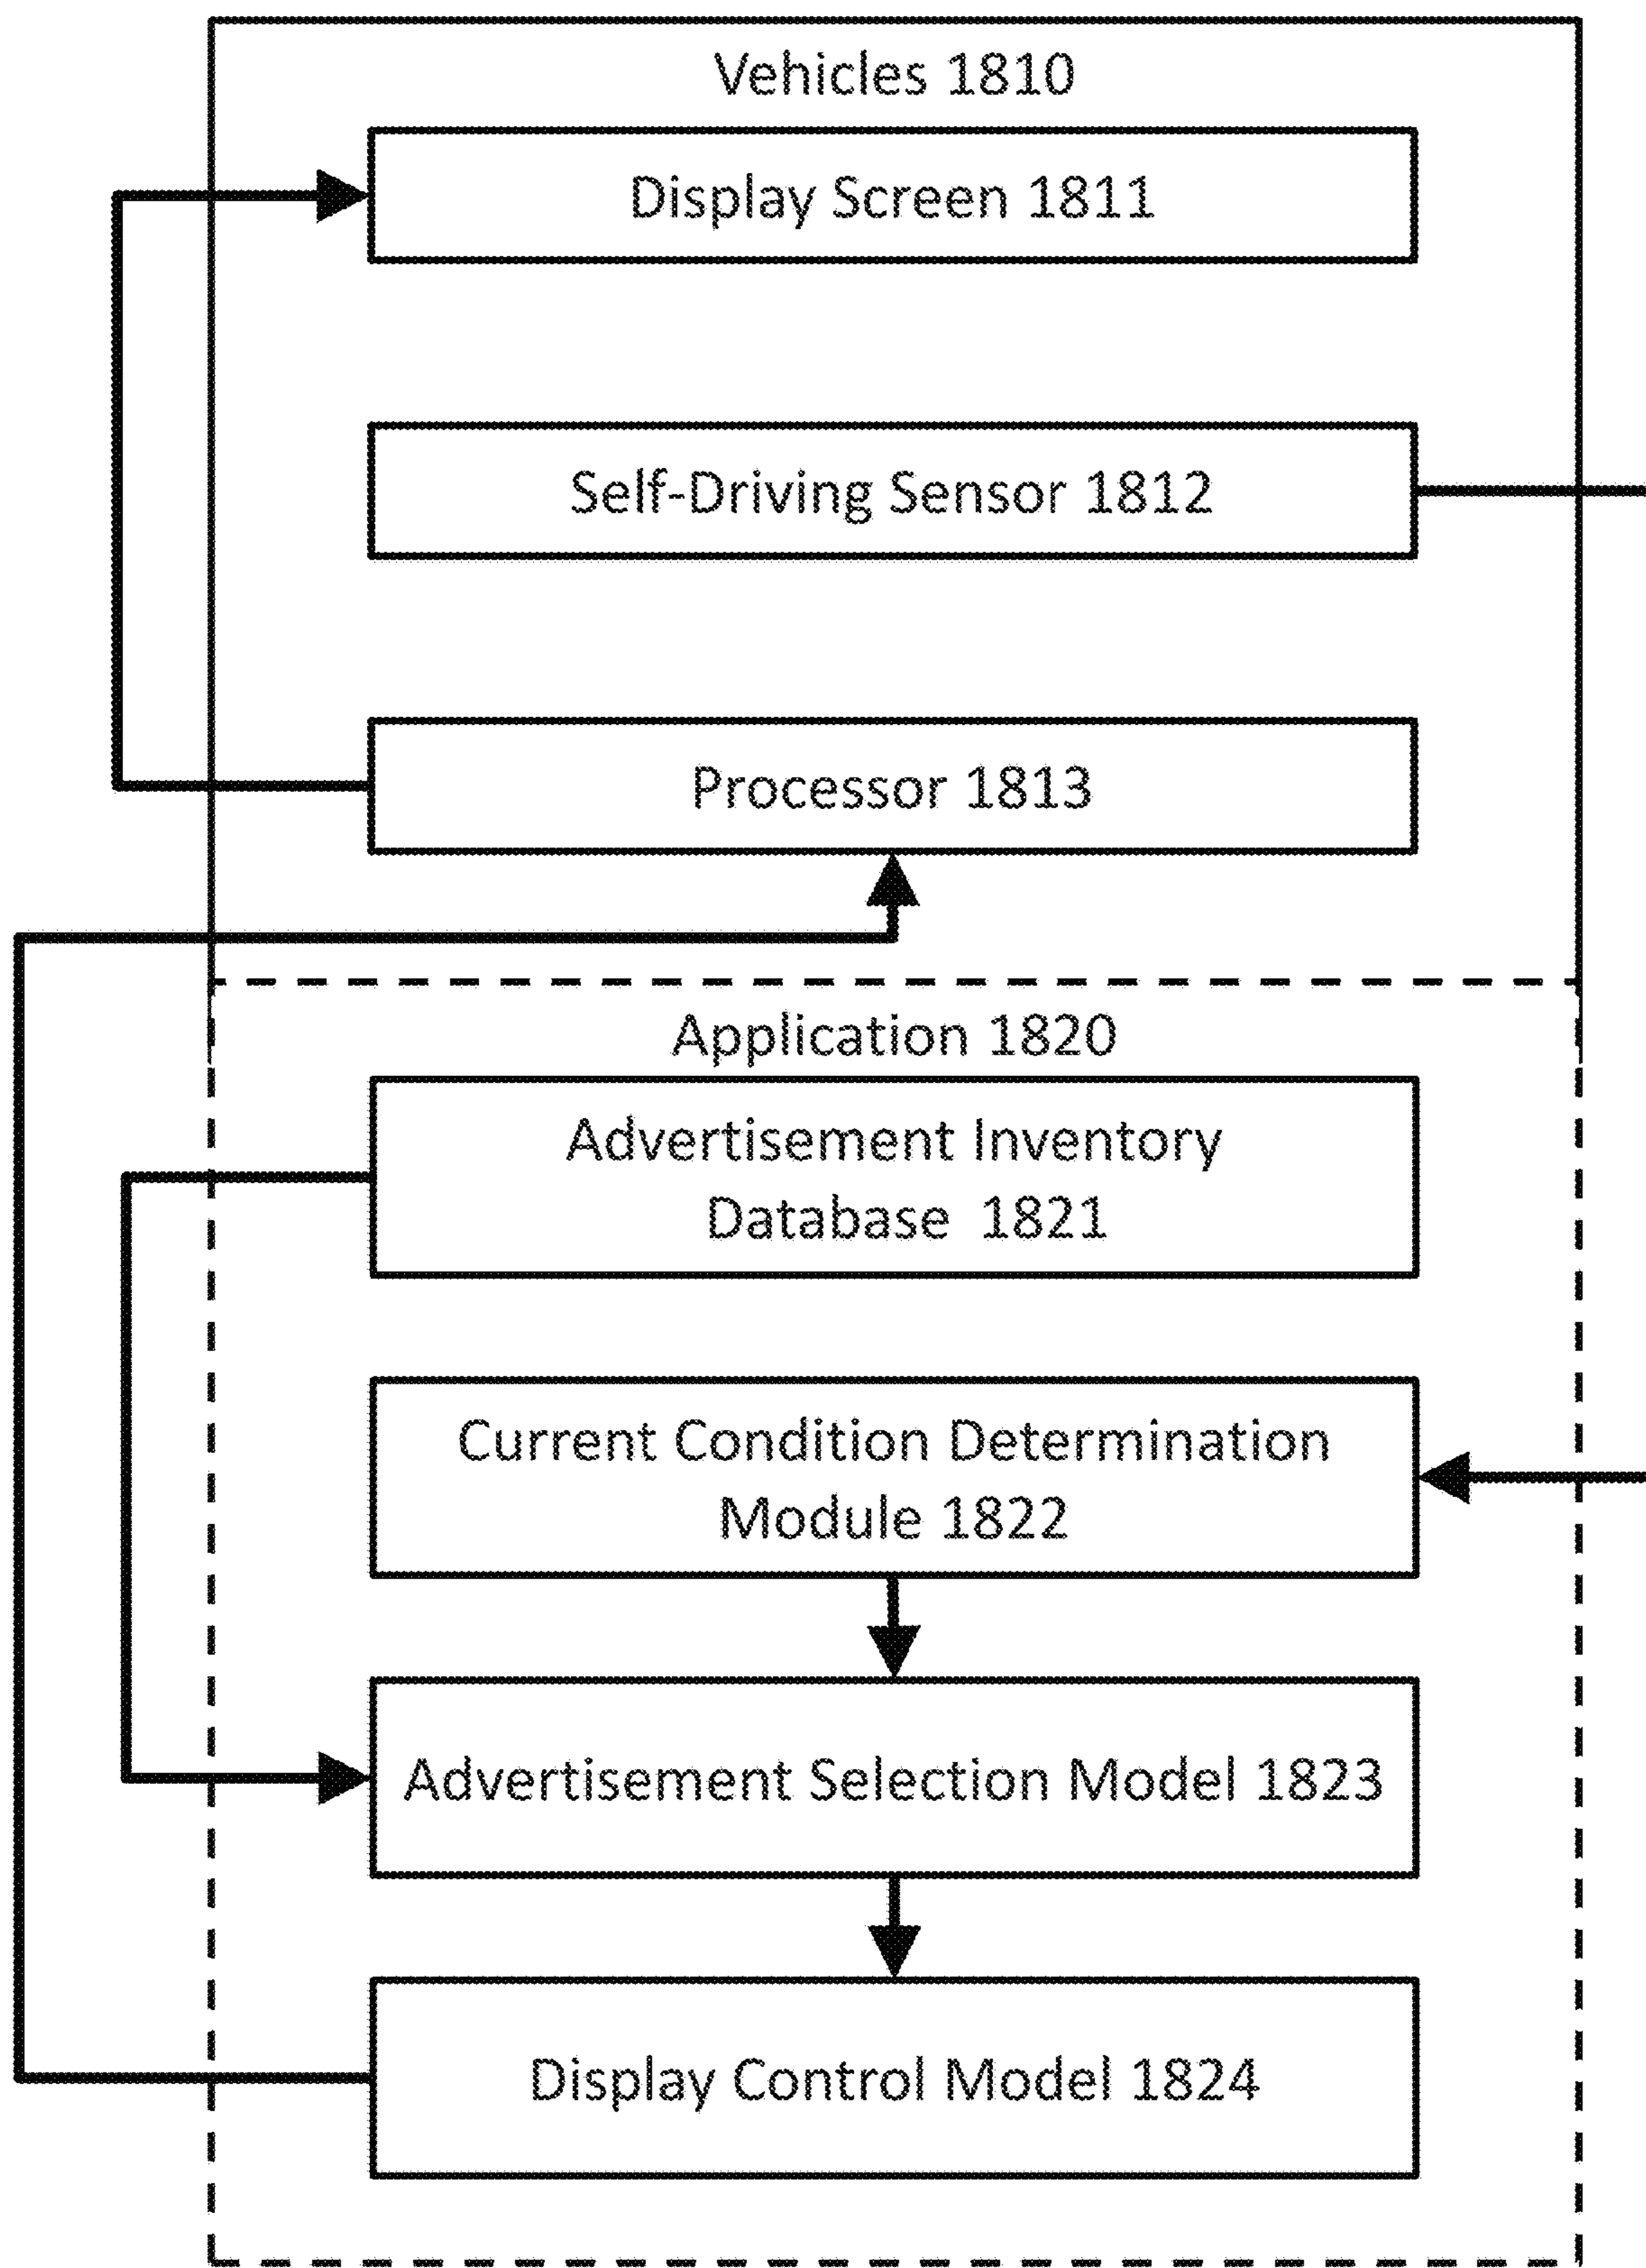 Vehicles 1810
Display Screen 1811
Self-Driving Sensor 1812
Processor 1813
Application 1820
Advertisement Inventory
Database 1821
Current Condition Determination
Module 1822
Advertisement Selection Model 1823
Display Control Model 1824